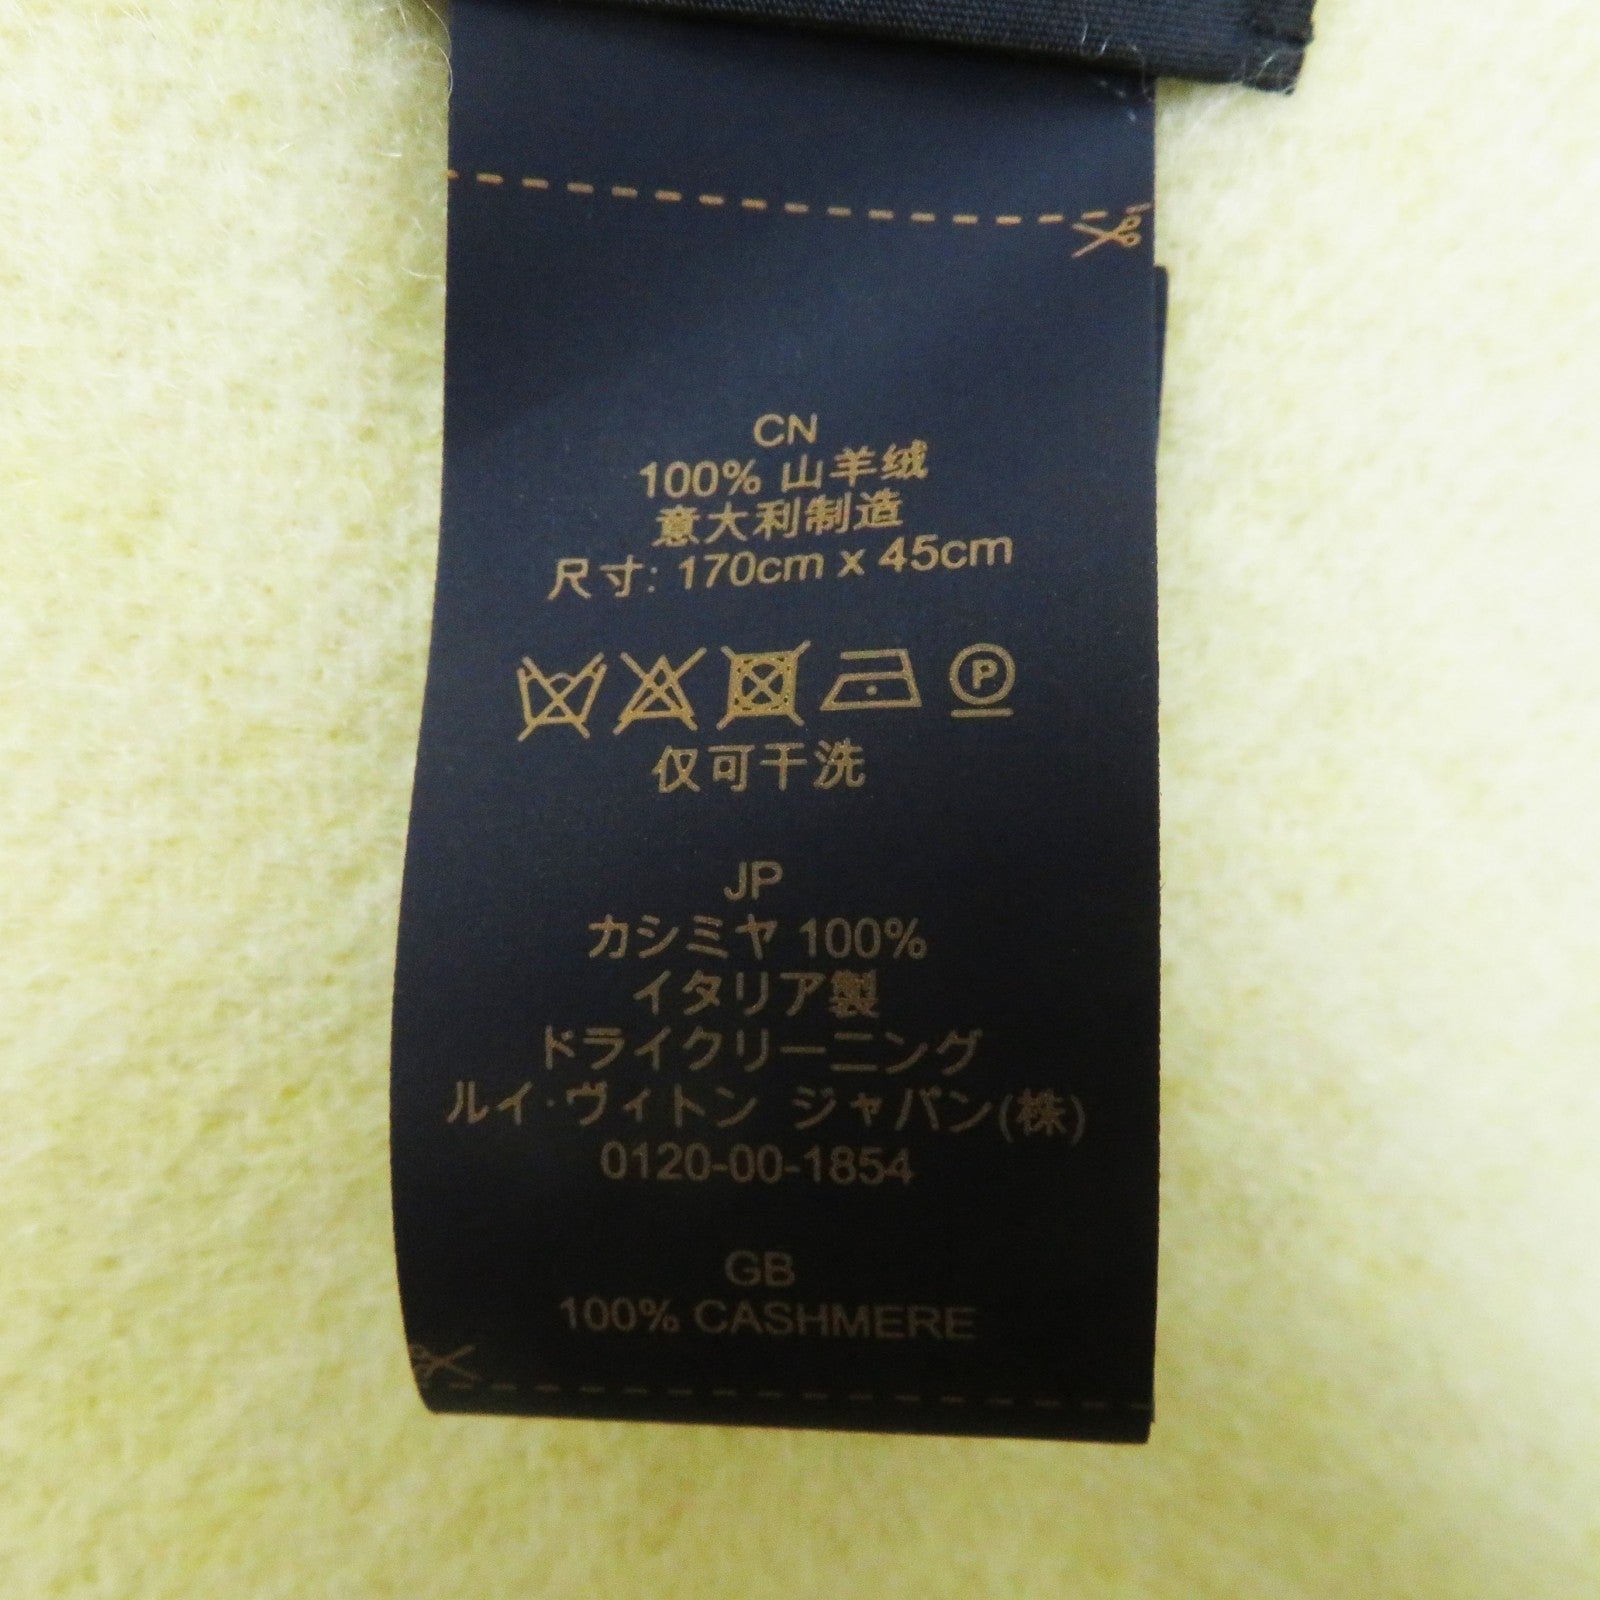 CN
100% 山羊绒
意大利制造
尺寸: 170cm x 45cm
P
仅可干洗
JP
カシミヤ 100%
イタリア製
ドライクリーニング
ルイ・ヴィトン ジャパン(株)
0120-00-1854
GB
100% CASHMERE